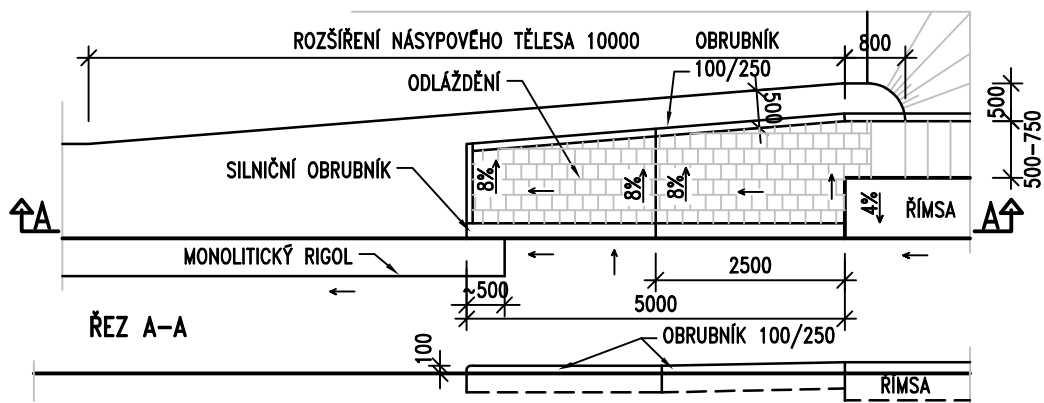 ROZŠÍŘENÍ NÁSYPOVÉHO TĚLESA 10000
OBRUBNÍK
100/250
800
ODLÁŽDĚNÍ
500
500
500-750
SILNIČNÍ OBRUBNÍK
8%
8%
8%
4%
ŘÍMSA
A
A
MONOLITICKÝ RIGOL
2500
~500
5000
ŘEZ A-A
OBRUBNÍK 100/250
100
ŘÍMSA